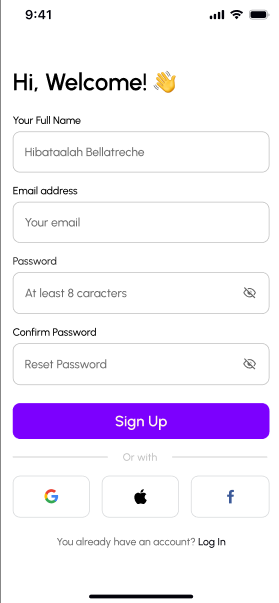 9:41
Hi, Welcome! 👋
Your Full Name
Hibataalah Bellatreche
Email address
Your email
Password
At least 8 caracters
Confirm Password
Reset Password
Sign Up
Or with
You already have an account? Log In